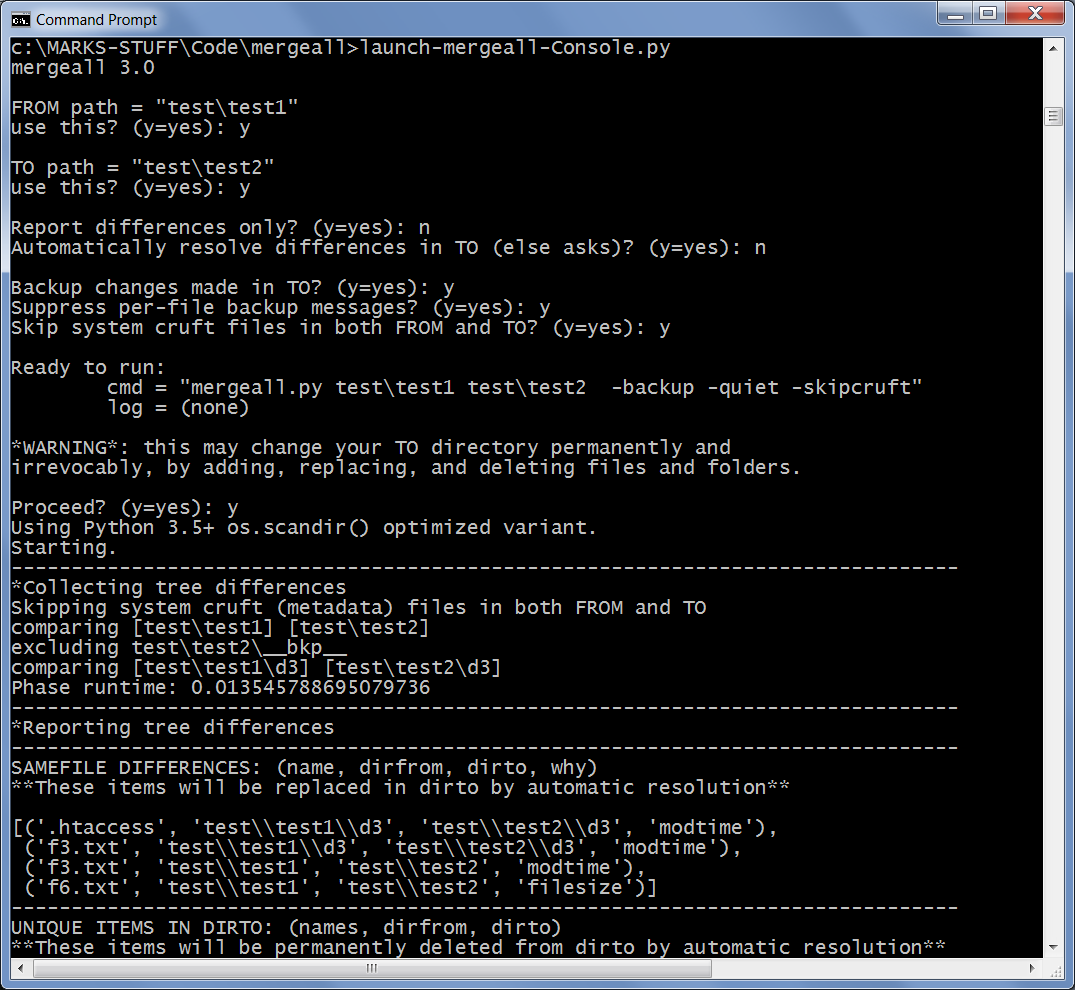 Command Prompt
c:\MARKS-STUFF\Code\mergeall>launch-mergeall-Console.py
mergeall 3.0
FROM path = "test\test1"
use this? (y=yes): y
TO path = "test\test2"
use this? (y=yes): y
Report differences only? (y=yes): n
Automatically resolve differences in TO (else asks)? (y=yes): n
Backup changes made in TO? (y=yes): y
Suppress per-file backup messages? (y=yes): y
Skip system cruft files in both FROM and TO? (y=yes): y
Ready to run:
        cmd = "mergeall.py test\test1 test\test2  -backup -quiet -skipcruft"
        log = (none)
*WARNING*: this may change your TO directory permanently and
irrevocably, by adding, replacing, and deleting files and folders.
Proceed? (y=yes): y
Using Python 3.5+ os.scandir() optimized variant.
Starting.
-------------------------------------------------------------------------------
*Collecting tree differences
Skipping system cruft (metadata) files in both FROM and TO
comparing [test\test1] [test\test2]
excluding test\test2\__bkp__
comparing [test\test1\d3] [test\test2\d3]
Phase runtime: 0.013545788695079736
-------------------------------------------------------------------------------
*Reporting tree differences
-------------------------------------------------------------------------------
SAMEFILE DIFFERENCES: (name, dirfrom, dirto, why)
**These items will be replaced in dirto by automatic resolution**
[('.htaccess', 'test\\test1\\d3', 'test\\test2\\d3', 'modtime'),
 ('f3.txt', 'test\\test1\\d3', 'test\\test2\\d3', 'modtime'),
 ('f3.txt', 'test\\test1', 'test\\test2', 'modtime'),
 ('f6.txt', 'test\\test1', 'test\\test2', 'filesize')]
-------------------------------------------------------------------------------
UNIQUE ITEMS IN DIRTO: (names, dirfrom, dirto)
**These items will be permanently deleted from dirto by automatic resolution**